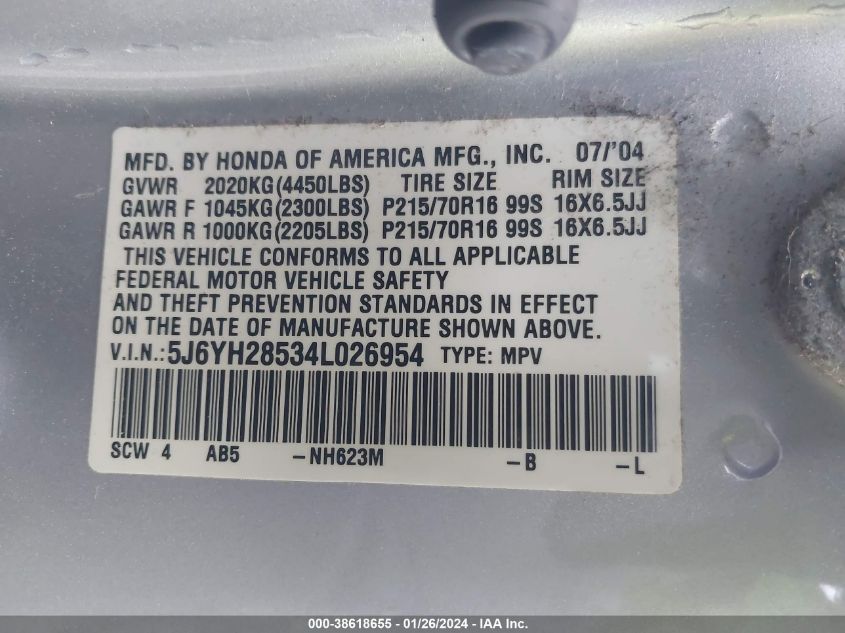 MFD. BY HONDA OF AMERICA MFG., INC. 07/'04
GVWR 2020KG(4450LBS) TIRE SIZE RIM SIZE
GAWR F 1045KG(2300LBS) P215/70R16 99S 16X6.5JJ
GAWR R 1000KG(2205LBS) P215/70R16 99S 16X6.5JJ
THIS VEHICLE CONFORMS TO ALL APPLICABLE
FEDERAL MOTOR VEHICLE SAFETY
AND THEFT PREVENTION STANDARDS IN EFFECT
ON THE DATE OF MANUFACTURE SHOWN ABOVE.
V.I.N.:5J6YH28534L026954 TYPE: MPV
SCW 4 AB5 -NH623M -B -L
000-38618655 - 01/26/2024 - IAA Inc.